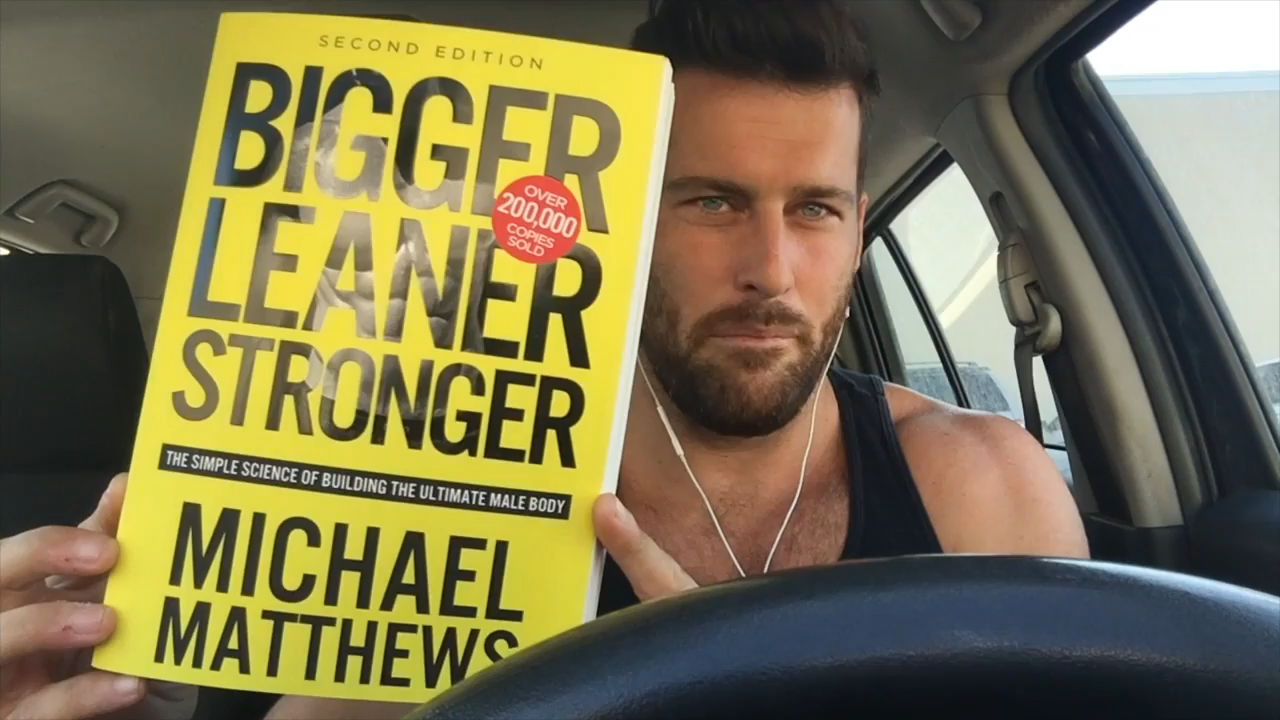 SECOND EDITION
BIGGER
LEANER
STRONGER
OVER
200,000
COPIES
SOLD
THE SIMPLE SCIENCE OF BUILDING THE ULTIMATE MALE BODY
MICHAEL
MATTHEWS